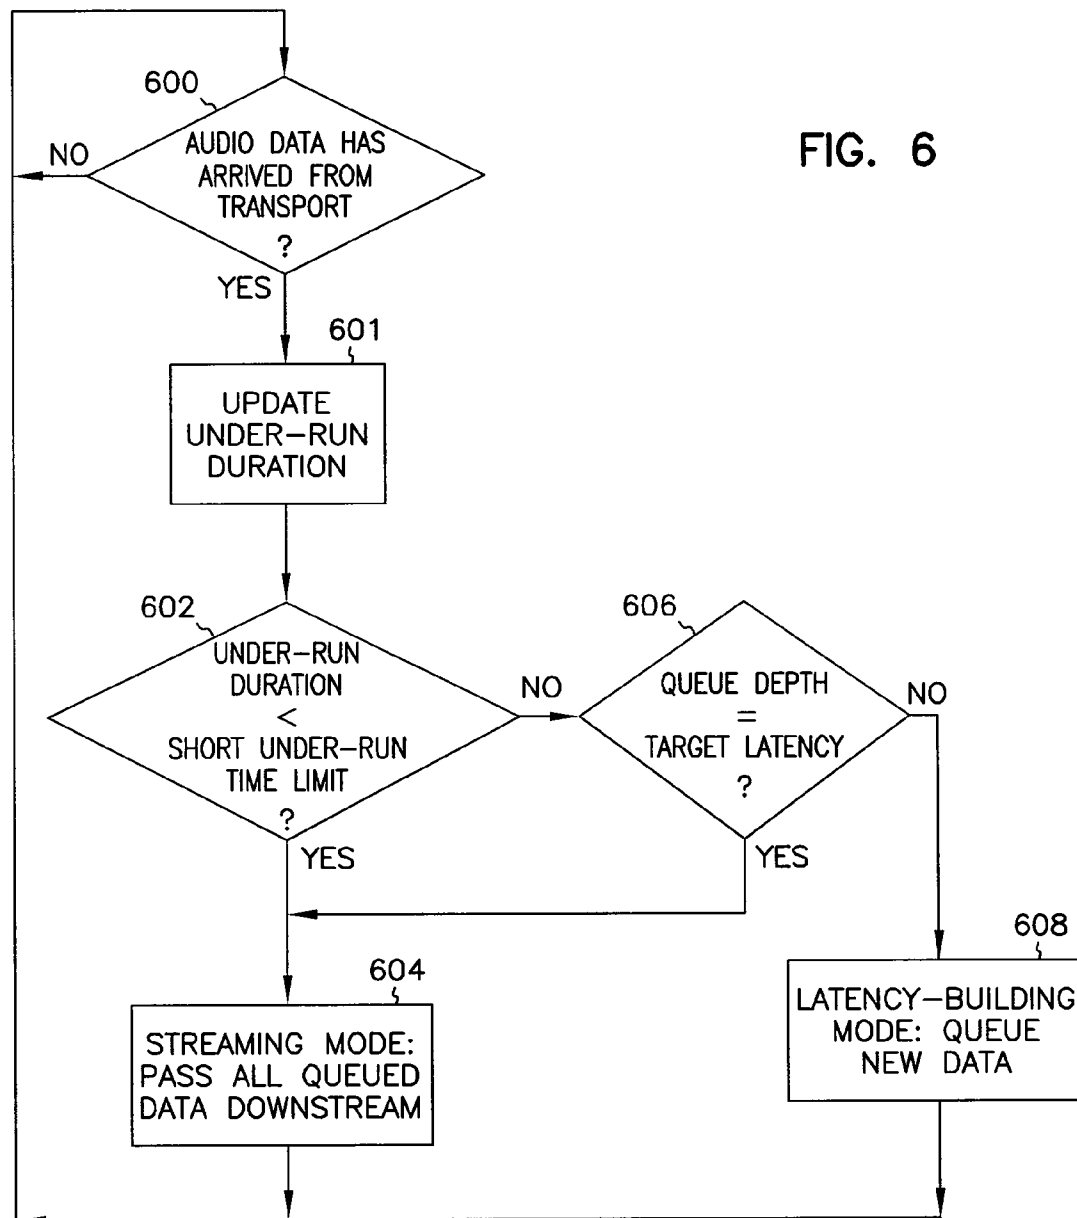 FIG. 6
600
AUDIO DATA HAS
ARRIVED FROM
TRANSPORT
?
NO
YES
601
UPDATE
UNDER-RUN
DURATION
602
UNDER-RUN
DURATION
<
SHORT UNDER-RUN
TIME LIMIT
?
NO
YES
606
QUEUE DEPTH
=
TARGET LATENCY
?
NO
YES
604
STREAMING MODE:
PASS ALL QUEUED
DATA DOWNSTREAM
608
LATENCY-BUILDING
MODE: QUEUE
NEW DATA